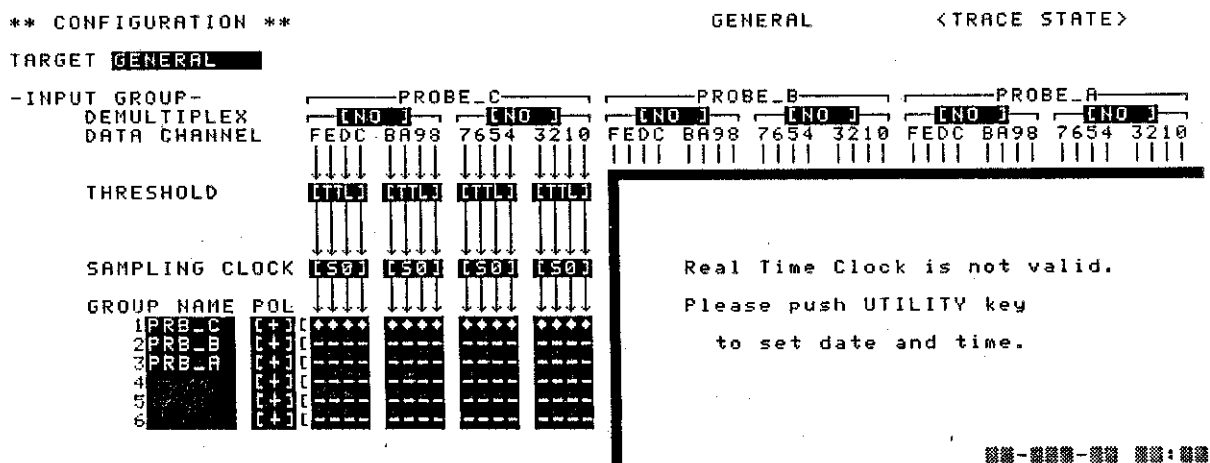 ** CONFIGURATION ** GENERAL <TRACE STATE>
TARGET GENERAL
-INPUT GROUP- PROBE_C PROBE_B PROBE_A
DEMULTIPLEX [NO ] [NO ] [NO ] [NO ] [NO ] [NO ]
DATA CHANNEL FEDC BA98 7654 3210 FEDC BA98 7654 3210 FEDC BA98 7654 3210
THRESHOLD [TTL] [TTL] [TTL] [TTL]
SAMPLING CLOCK [S0] [S0] [S0] [S0]
GROUP NAME POL
1 PRB_C [+] [
2 PRB_B [+] [ ---- ---- ---- ----
3 PRB_A [+] [ ---- ---- ---- ----
4 [+] [ ---- ---- ---- ----
5 [+] [ ---- ---- ---- ----
6 [+] [ ---- ---- ---- ----
Real Time Clock is not valid.
Please push UTILITY key
to set date and time.